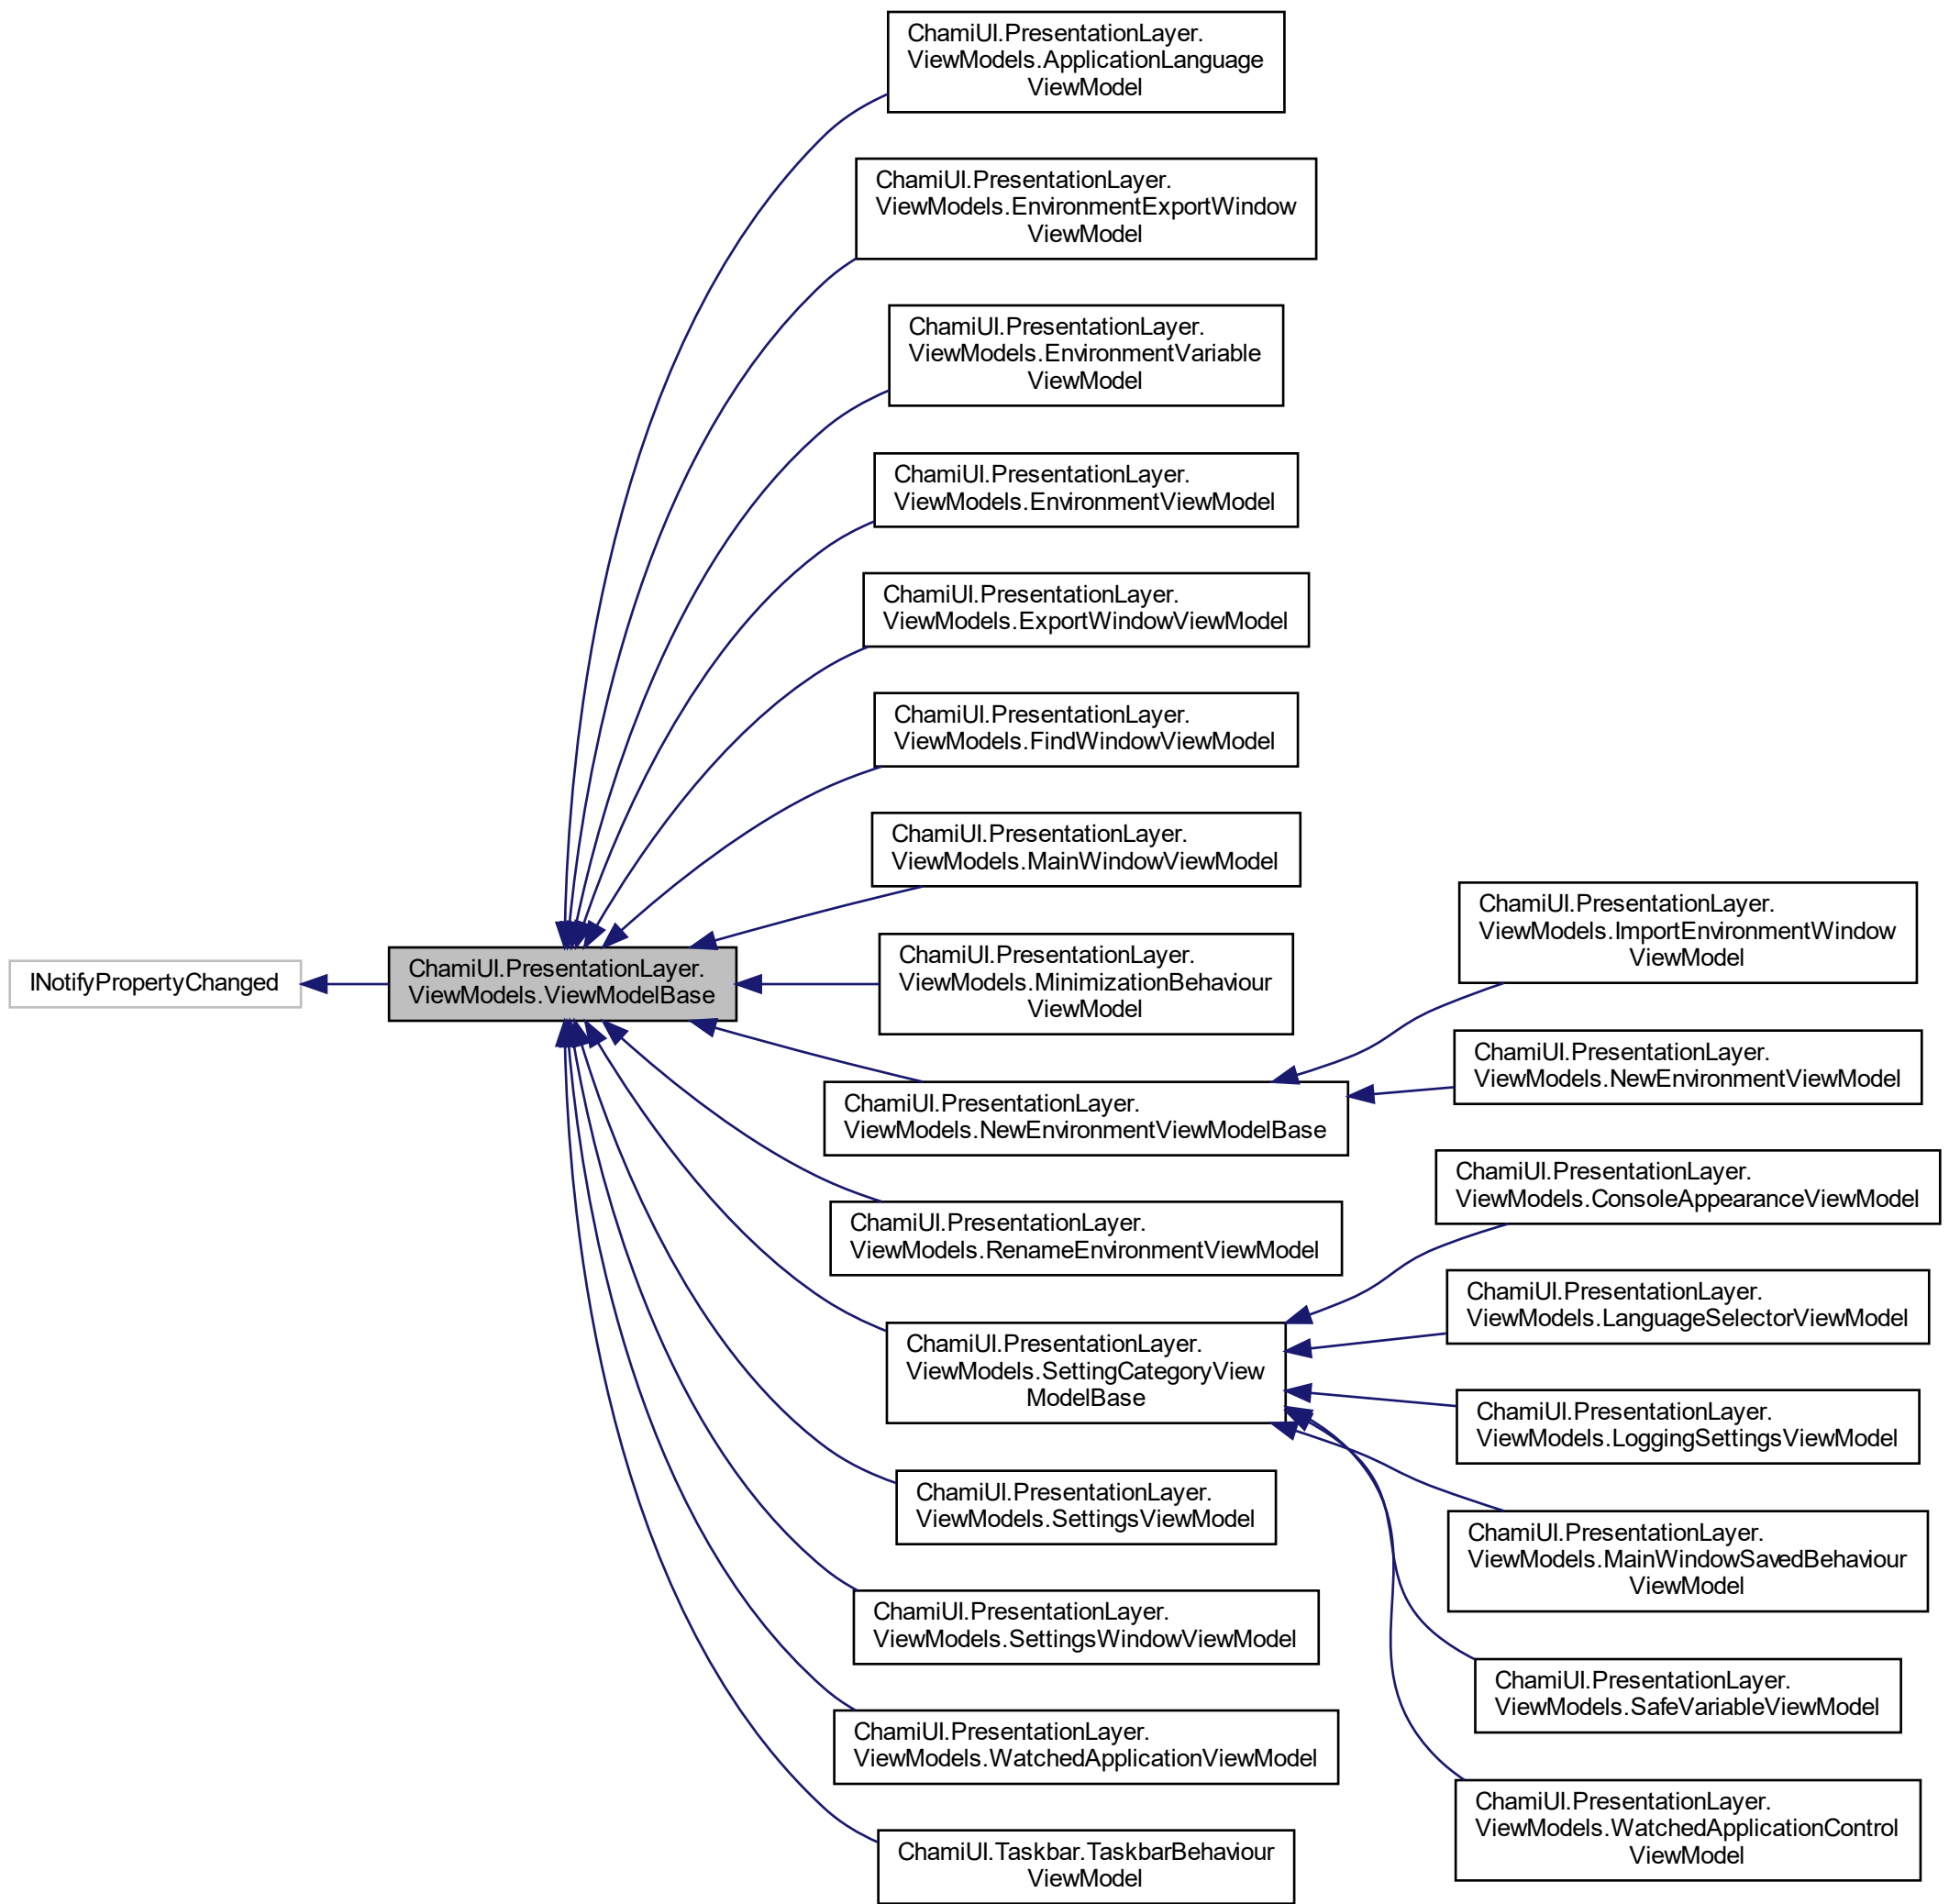 INotifyPropertyChanged
ChamiUI.PresentationLayer.
ViewModels.ViewModelBase
ChamiUI.PresentationLayer.
ViewModels.ApplicationLanguage
ViewModel
ChamiUI.PresentationLayer.
ViewModels.EnvironmentExportWindow
ViewModel
ChamiUI.PresentationLayer.
ViewModels.EnvironmentVariable
ViewModel
ChamiUI.PresentationLayer.
ViewModels.EnvironmentViewModel
ChamiUI.PresentationLayer.
ViewModels.ExportWindowViewModel
ChamiUI.PresentationLayer.
ViewModels.FindWindowViewModel
ChamiUI.PresentationLayer.
ViewModels.MainWindowViewModel
ChamiUI.PresentationLayer.
ViewModels.MinimizationBehaviour
ViewModel
ChamiUI.PresentationLayer.
ViewModels.NewEnvironmentViewModelBase
ChamiUI.PresentationLayer.
ViewModels.RenameEnvironmentViewModel
ChamiUI.PresentationLayer.
ViewModels.SettingCategoryView
ModelBase
ChamiUI.PresentationLayer.
ViewModels.SettingsViewModel
ChamiUI.PresentationLayer.
ViewModels.SettingsWindowViewModel
ChamiUI.PresentationLayer.
ViewModels.WatchedApplicationViewModel
ChamiUI.Taskbar.TaskbarBehaviour
ViewModel
ChamiUI.PresentationLayer.
ViewModels.ImportEnvironmentWindow
ViewModel
ChamiUI.PresentationLayer.
ViewModels.NewEnvironmentViewModel
ChamiUI.PresentationLayer.
ViewModels.ConsoleAppearanceViewModel
ChamiUI.PresentationLayer.
ViewModels.LanguageSelectorViewModel
ChamiUI.PresentationLayer.
ViewModels.LoggingSettingsViewModel
ChamiUI.PresentationLayer.
ViewModels.MainWindowSavedBehaviour
ViewModel
ChamiUI.PresentationLayer.
ViewModels.SafeVariableViewModel
ChamiUI.PresentationLayer.
ViewModels.WatchedApplicationControl
ViewModel